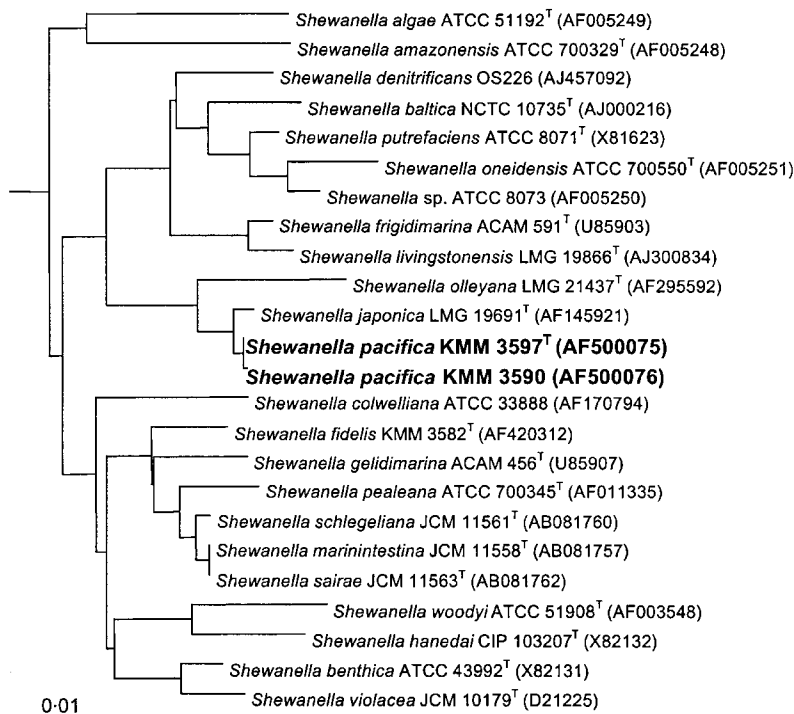 Shewanella algae ATCC 51192ᵀ (AF005249)
Shewanella amazonensis ATCC 700329ᵀ (AF005248)
Shewanella denitrificans OS226 (AJ457092)
Shewanella baltica NCTC 10735ᵀ (AJ000216)
Shewanella putrefaciens ATCC 8071ᵀ (X81623)
Shewanella oneidensis ATCC 700550ᵀ (AF005251)
Shewanella sp. ATCC 8073 (AF005250)
Shewanella frigidimarina ACAM 591ᵀ (U85903)
Shewanella livingstonensis LMG 19866ᵀ (AJ300834)
Shewanella olleyana LMG 21437ᵀ (AF295592)
Shewanella japonica LMG 19691ᵀ (AF145921)
Shewanella pacifica KMM 3597ᵀ (AF500075)
Shewanella pacifica KMM 3590 (AF500076)
Shewanella colwelliana ATCC 33888 (AF170794)
Shewanella fidelis KMM 3582ᵀ (AF420312)
Shewanella gelidimarina ACAM 456ᵀ (U85907)
Shewanella pealeana ATCC 700345ᵀ (AF011335)
Shewanella schlegeliana JCM 11561ᵀ (AB081760)
Shewanella marinintestina JCM 11558ᵀ (AB081757)
Shewanella sairae JCM 11563ᵀ (AB081762)
Shewanella woodyi ATCC 51908ᵀ (AF003548)
Shewanella hanedai CIP 103207ᵀ (X82132)
Shewanella benthica ATCC 43992ᵀ (X82131)
Shewanella violacea JCM 10179ᵀ (D21225)
0·01